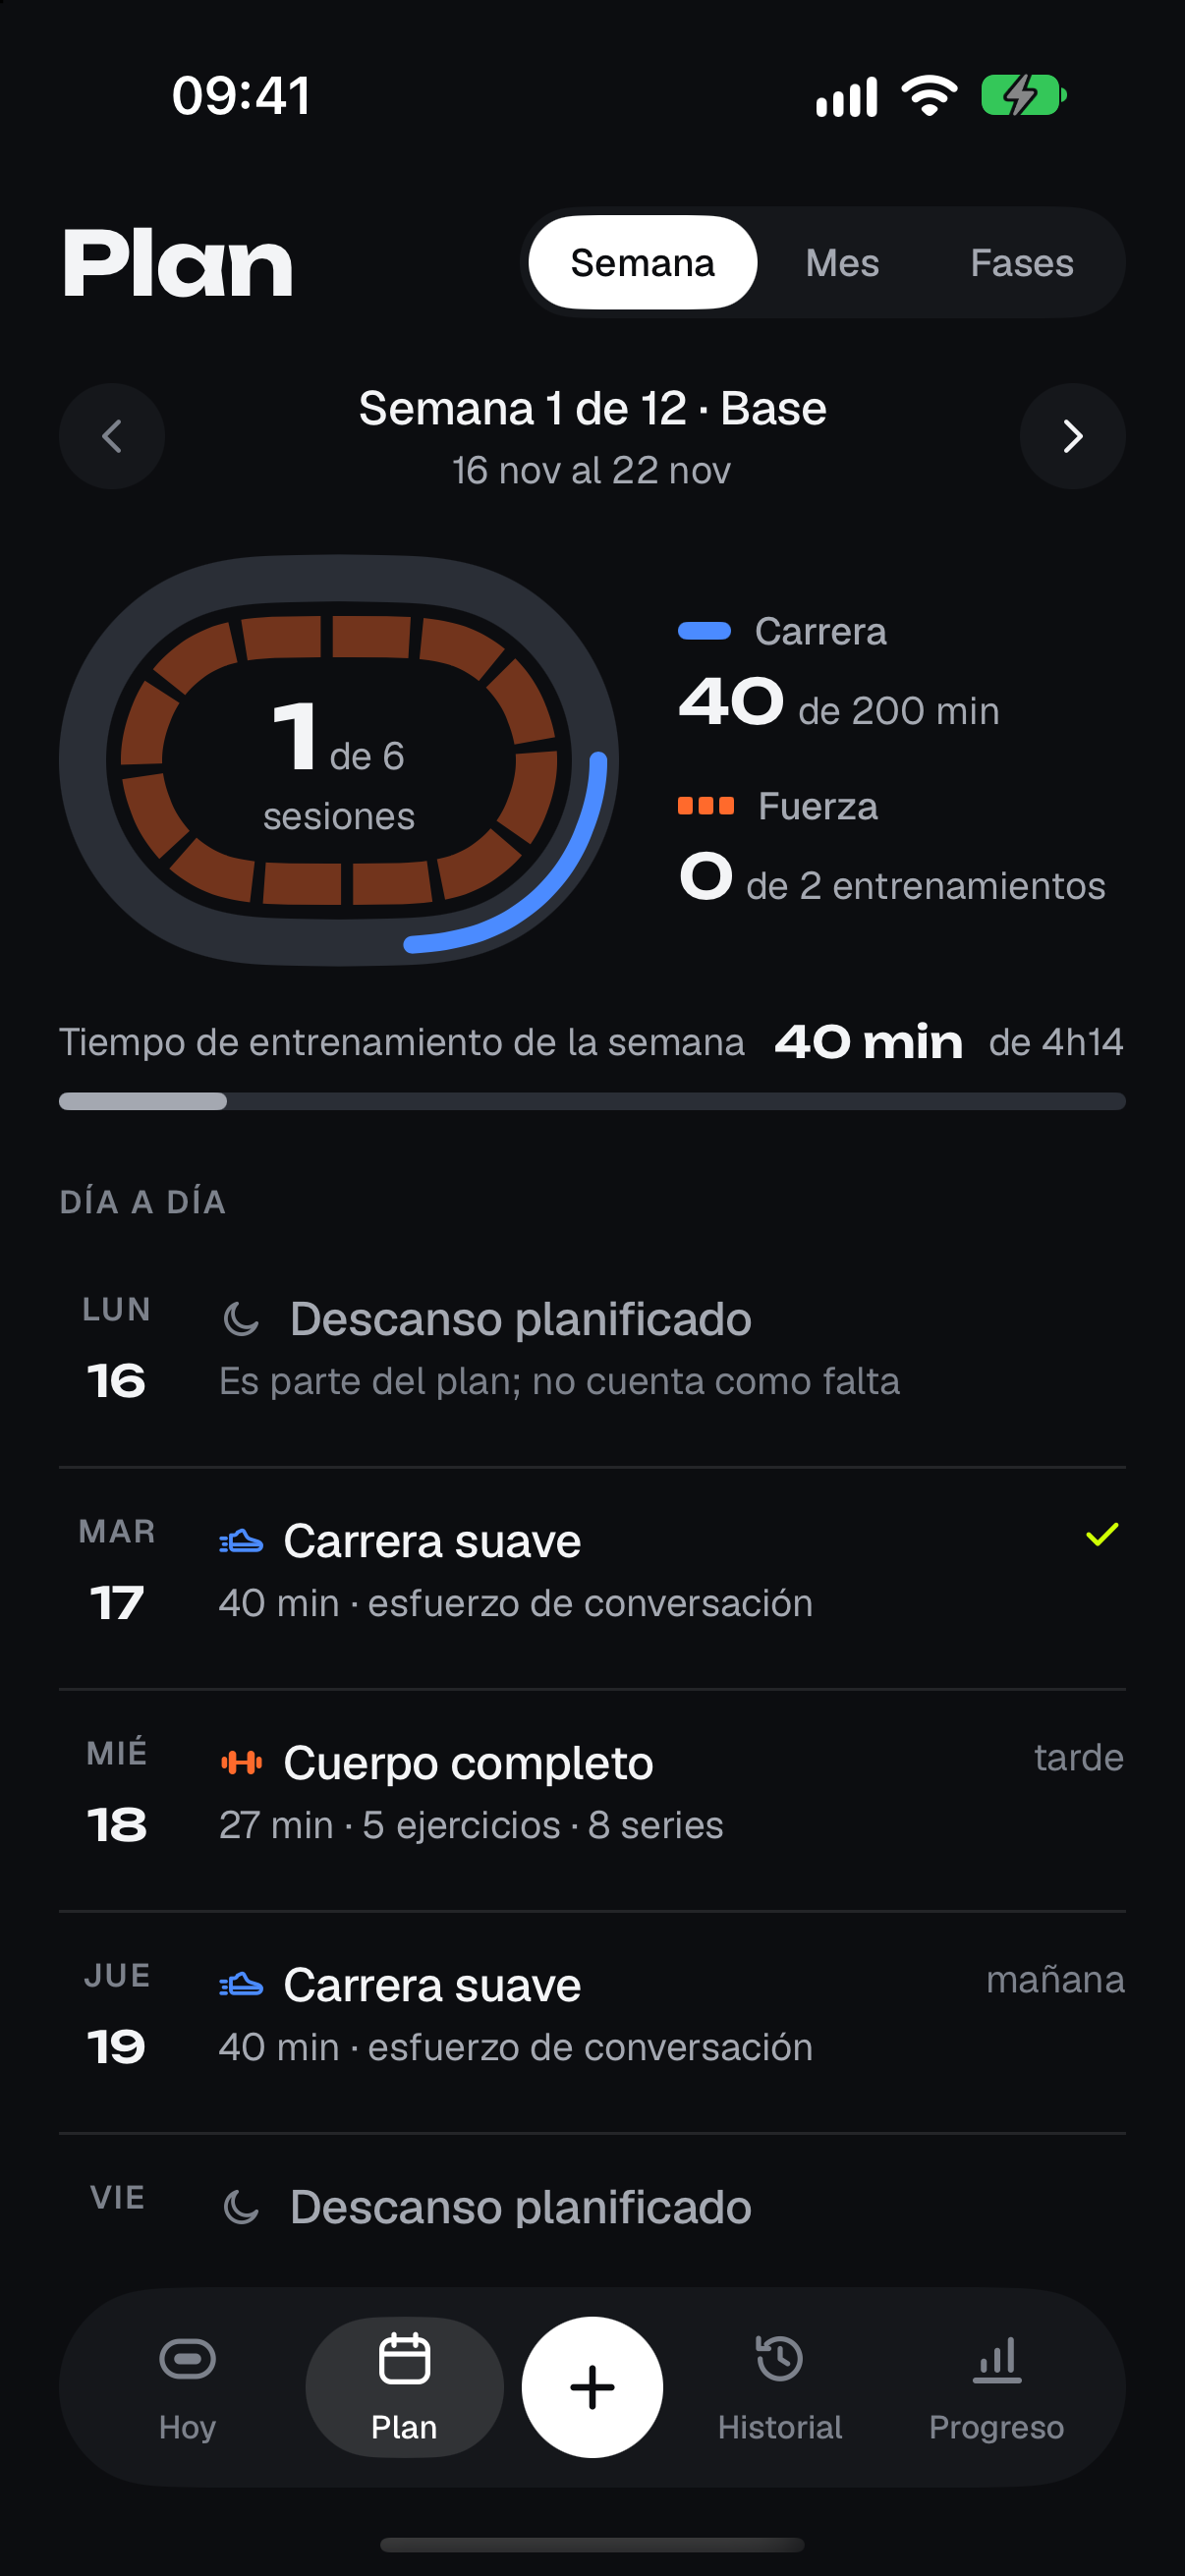 09:41
Plan
Semana
Mes
Fases
Semana 1 de 12 · Base
16 nov al 22 nov
1 de 6
sesiones
Carrera
40 de 200 min
Fuerza
0 de 2 entrenamientos
Tiempo de entrenamiento de la semana 40 min de 4h14
DÍA A DÍA
LUN
16
Descanso planificado
Es parte del plan; no cuenta como falta
MAR
17
Carrera suave
40 min · esfuerzo de conversación
MIÉ
18
Cuerpo completo
tarde
27 min · 5 ejercicios · 8 series
JUE
19
Carrera suave
mañana
40 min · esfuerzo de conversación
VIE
Descanso planificado
Hoy
Plan
Historial
Progreso